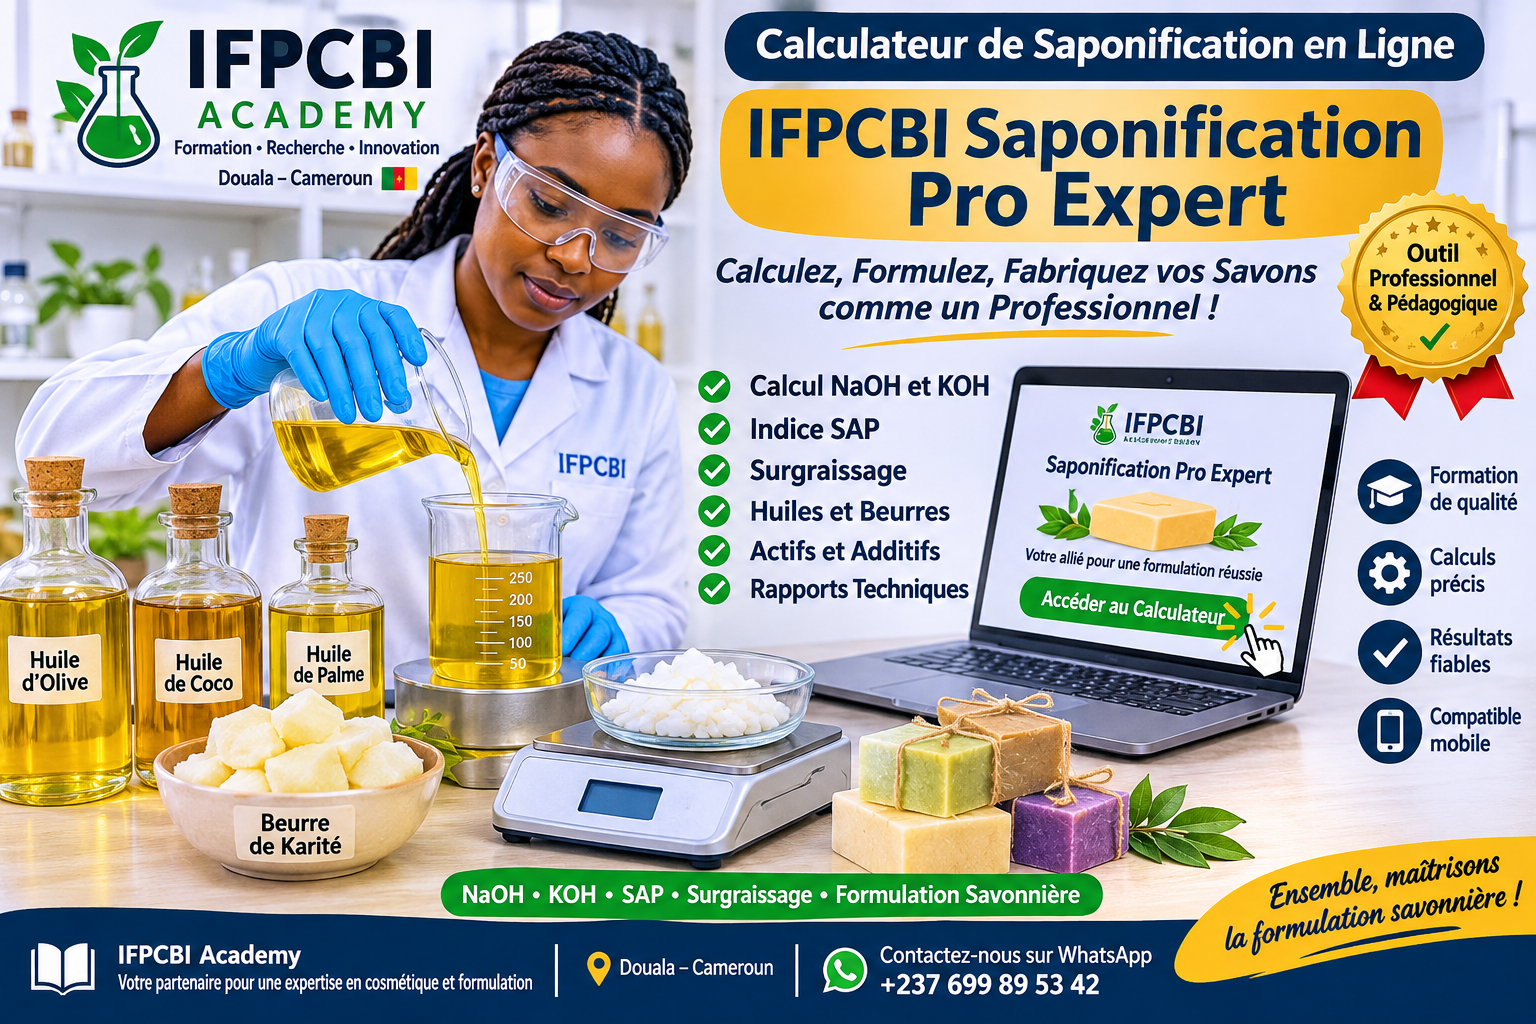 IFPCBI
ACADEMY
Formation • Recherche • Innovation
Douala – Cameroun
Calculateur de Saponification en Ligne
IFPCBI Saponification
Pro Expert
Calculez, Formulez, Fabriquez vos Savons
comme un Professionnel !
Outil
Professionnel
& Pédagogique
Calcul NaOH et KOH
Indice SAP
Surgraissage
Huiles et Beurres
Actifs et Additifs
Rapports Techniques
IFPCBI
Saponification Pro Expert
Votre allié pour une formulation réussie
Accéder au Calculateur
Formation
de qualité
Calculs
précis
Résultats
fiables
Compatible
mobile
IFPCBI
250
200
150
100
50
Huile
d'Olive
Huile
de Coco
Huile
de Palme
Beurre
de Karité
NaOH • KOH • SAP • Surgraissage • Formulation Savonnière
Ensemble, maîtrisons
la formulation savonnière !
IFPCBI Academy
Votre partenaire pour une expertise en cosmétique et formulation
Douala – Cameroun
Contactez-nous sur WhatsApp
+237 699 89 53 42